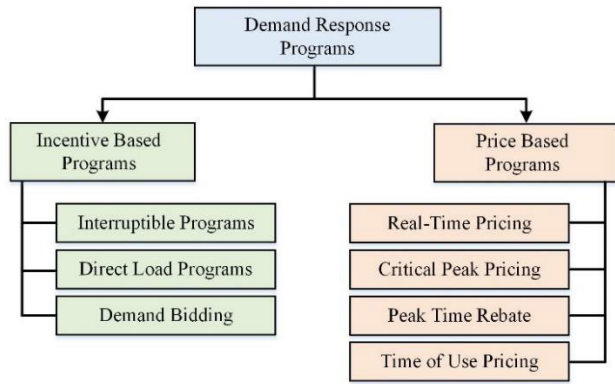 Demand Response
Programs
Incentive Based
Programs
Interruptible Programs
Direct Load Programs
Demand Bidding
Price Based
Programs
Real-Time Pricing
Critical Peak Pricing
Peak Time Rebate
Time of Use Pricing